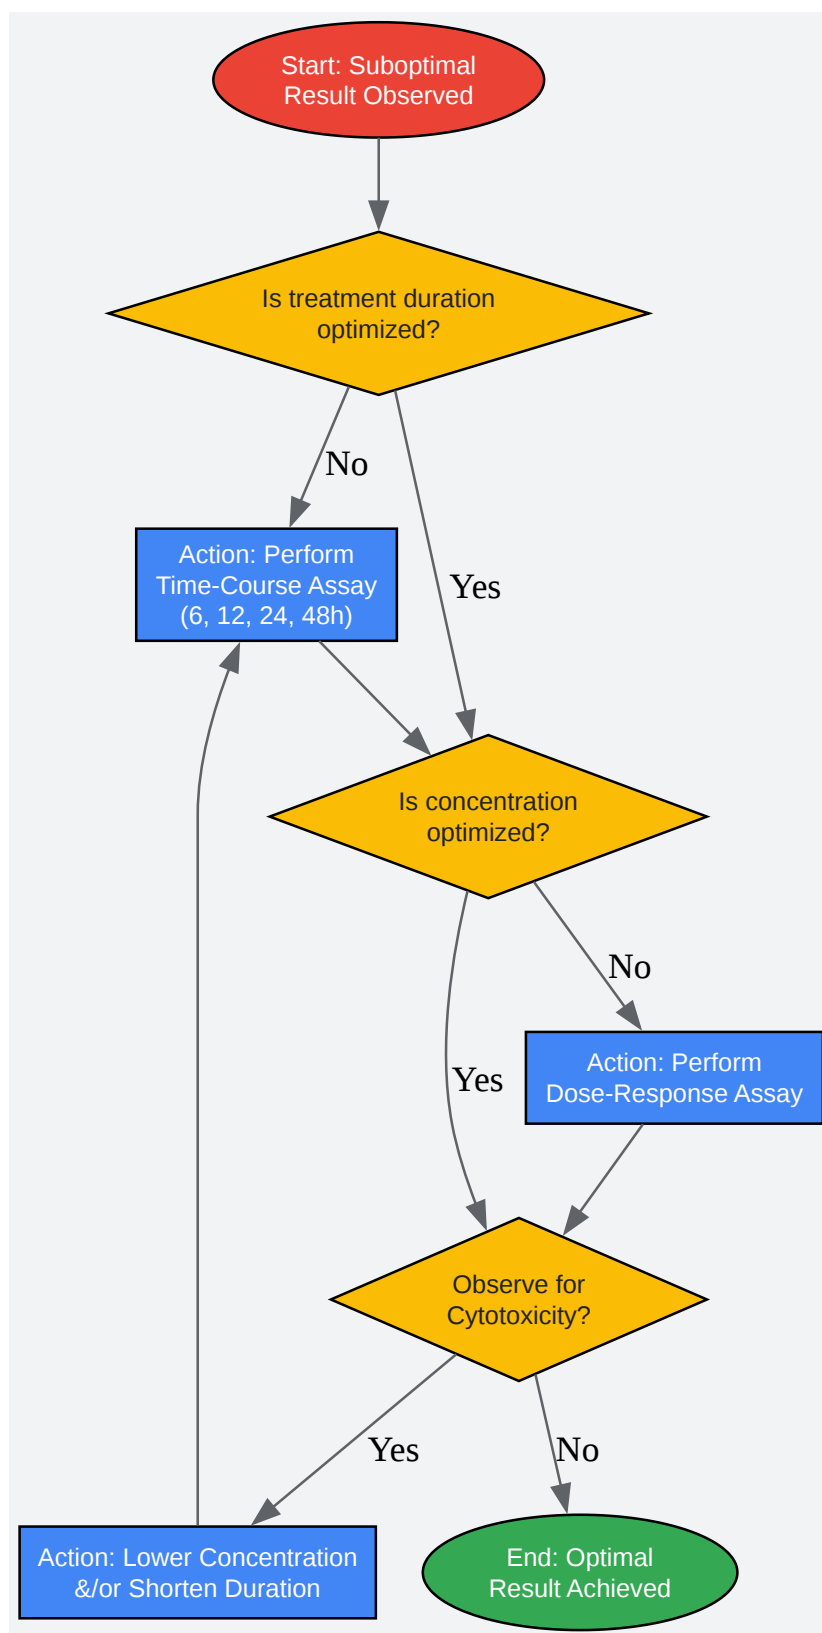 Start: Suboptimal
Result Observed
Is treatment duration
optimized?
No
Action: Perform
Time-Course Assay
(6, 12, 24, 48h)
Yes
Is concentration
optimized?
No
Action: Perform
Dose-Response Assay
Yes
Observe for
Cytotoxicity?
Yes
No
Action: Lower Concentration
&/or Shorten Duration
End: Optimal
Result Achieved